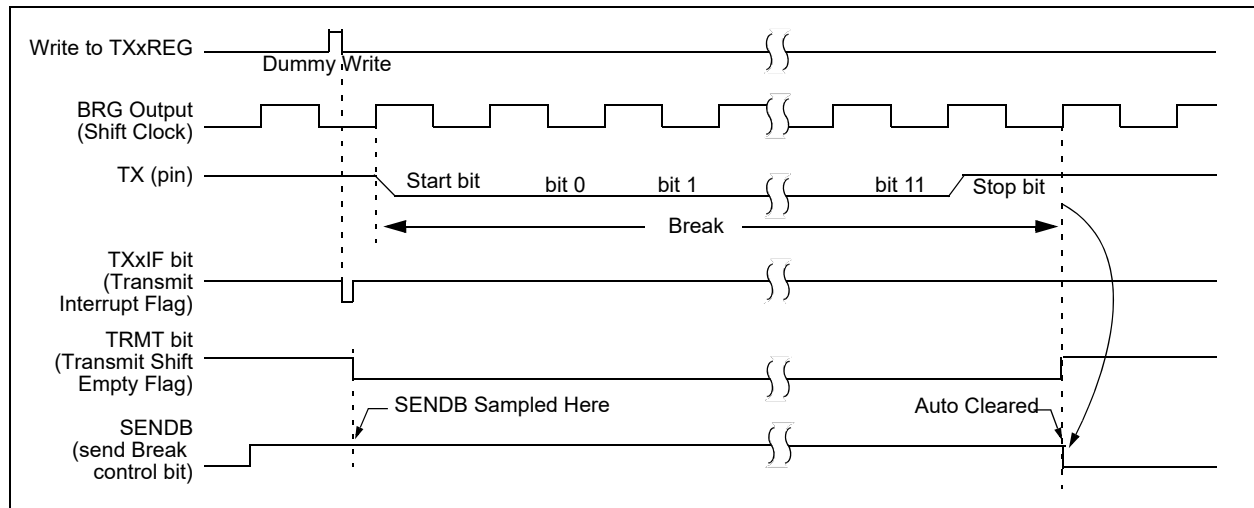 Write to TXxREG
Dummy Write
BRG Output
(Shift Clock)
TX (pin)
Start bit
bit 0
bit 1
bit 11
Stop bit
Break
TXxIF bit
(Transmit
Interrupt Flag)
TRMT bit
(Transmit Shift
Empty Flag)
SENDB Sampled Here
Auto Cleared
SENDB
(send Break
control bit)